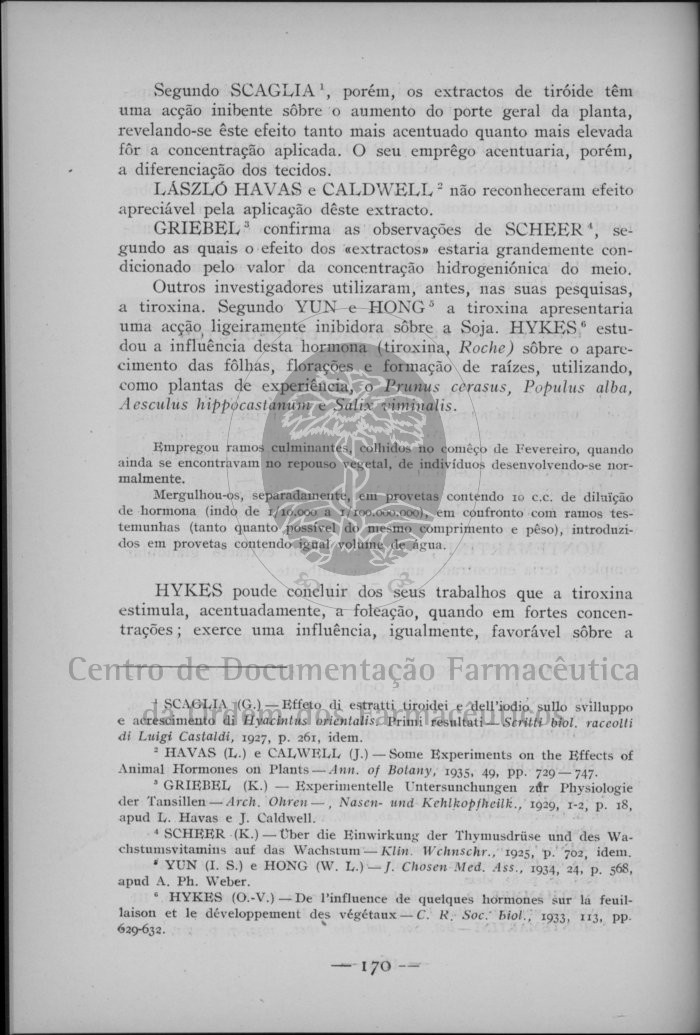 Segundo SCAGLIA ¹, porém, os extractos de tiróide têm
uma acção inibente sôbre o aumento do porte geral da planta,
revelando-se êste efeito tanto mais acentuado quanto mais elevada
fôr a concentração aplicada. O seu emprêgo acentuaria, porém,
a diferenciação dos tecidos.
LÁSZLÓ HAVAS e CALDWELL ² não reconheceram efeito
apreciável pela aplicação dêste extracto.
GRIEBEL ³ confirma as observações de SCHEER ⁴, se-
gundo as quais o efeito dos «extractos» estaria grandemente con-
dicionado pelo valor da concentração hidrogeniónica do meio.
Outros investigadores utilizaram, antes, nas suas pesquisas,
a tiroxina. Segundo YUN e HONG ⁵ a tiroxina apresentaria
uma acção ligeiramente inibidora sôbre a Soja. HYKES ⁶ estu-
dou a influência desta hormona (tiroxina, Roche) sôbre o apare-
cimento das fôlhas, florações e formação de raízes, utilizando,
como plantas de experiência, o Prunus cerasus, Populus alba,
Aesculus hippocastanum e Salix viminalis.
Empregou ramos culminantes, colhidos no comêço de Fevereiro, quando
ainda se encontravam no repouso vegetal, de indivíduos desenvolvendo-se nor-
malmente.
Mergulhou-os, separadamente, em provetas contendo 10 c.c. de diluïção
de hormona (indo de 1/10.000 a 1/100.000.000), em confronto com ramos tes-
temunhas (tanto quanto possível do mesmo comprimento e pêso), introduzi-
dos em provetas contendo igual volume de água.
HYKES poude concluir dos seus trabalhos que a tiroxina
estimula, acentuadamente, a foleação, quando em fortes concen-
trações; exerce uma influência, igualmente, favorável sôbre a
Centro de Documentação Farmacêutica
da Ordem dos Farmacêuticos
¹ SCAGLIA (G.) — Effeto di estratti tiroidei e dell'iodio sullo svilluppo
e acrescimento di Hyacintus orientalis. Primi resultati — Scritti biol. raccolti
di Luigi Castaldi, 1927, p. 261, idem.
² HAVAS (L.) e CALWELL (J.) — Some Experiments on the Effects of
Animal Hormones on Plants — Ann. of Botany, 1935, 49, pp. 729 — 747.
³ GRIEBEL (K.) — Experimentelle Untersunchungen zür Physiologie
der Tansillen — Arch. Ohren — , Nasen- und Kehlkopfheilk., 1929, 1-2, p. 18,
apud L. Havas e J. Caldwell.
⁴ SCHEER (K.) — Über die Einwirkung der Thymusdrüse und des Wa-
chstumsvitamins auf das Wachstum — Klin. Wchnschr., 1925, p. 702, idem.
⁵ YUN (I. S.) e HONG (W. L.) — J. Chosen Med. Ass., 1934, 24, p. 568,
apud A. Ph. Weber.
⁶ HYKES (O.-V.) — De l'influence de quelques hormones sur la feuil-
laison et le développement des végétaux — C. R. Soc. biol., 1933, 113, pp.
629-632.
— 170 —